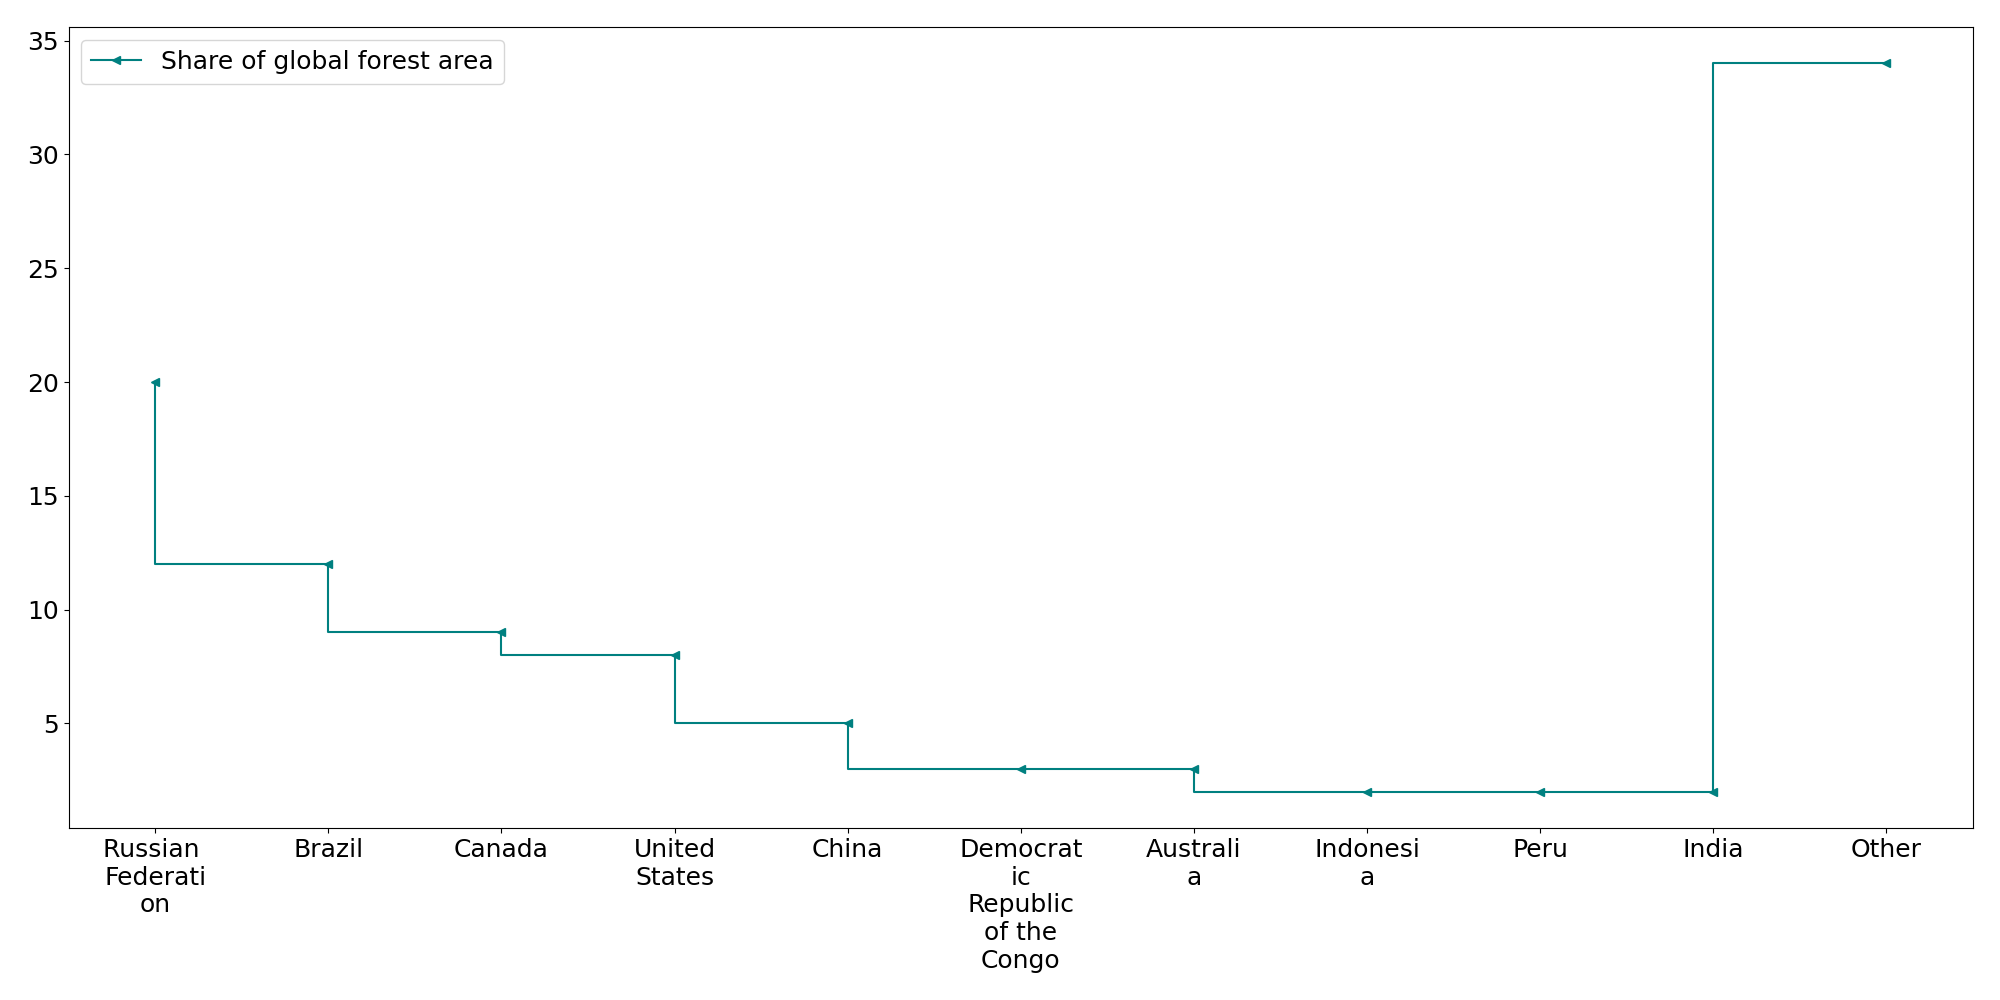 35
30
25
20
15
10
5
Share of global forest area
Russian
Federati
on
Brazil
Canada
United
States
China
Democrat
ic
Republic
of the
Congo
Australi
a
Indonesi
a
Peru
India
Other